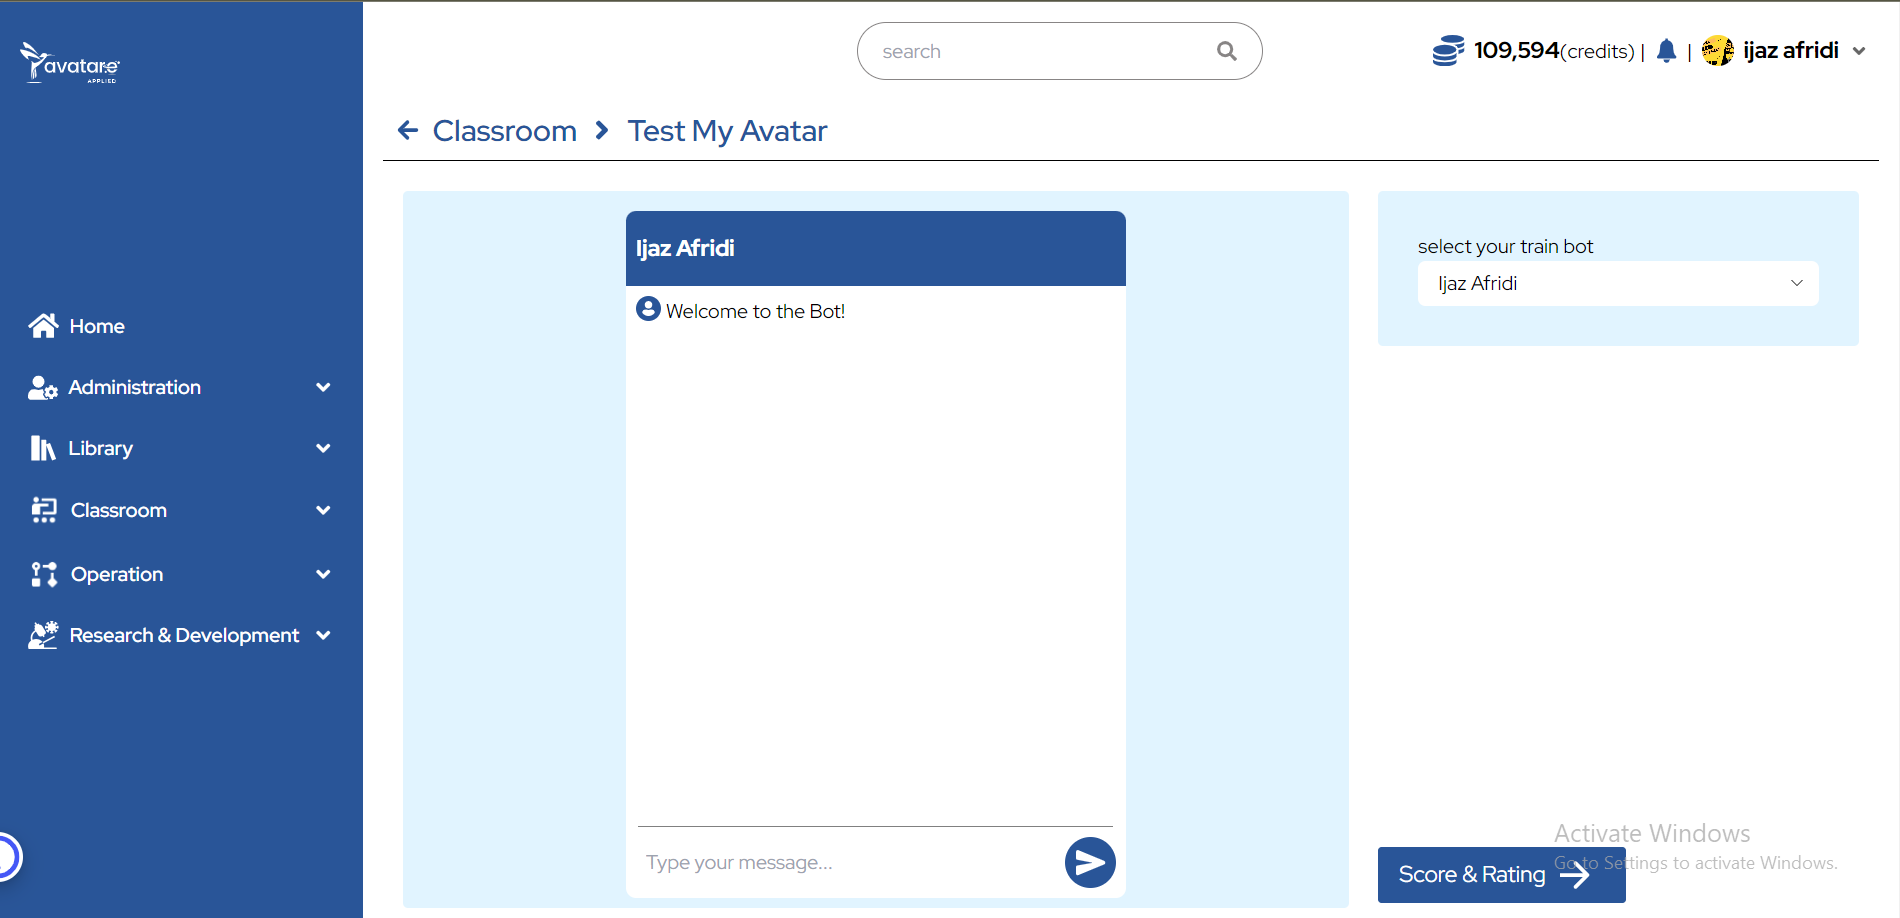 avatare
APPLIED
search
109,594(credits) | | ijaz afridi
Classroom > Test My Avatar
Home
Administration
Library
Classroom
Operation
Research & Development
Ijaz Afridi
Welcome to the Bot!
Type your message...
select your train bot
Ijaz Afridi
Score & Rating
Activate Windows
Go to Settings to activate Windows.